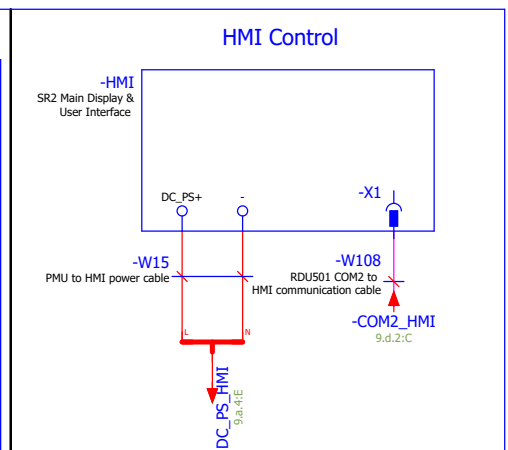 HMI Control
-HMI
SR2 Main Display &
User Interface
DC_PS+
-
-X1
-W15
PMU to HMI power cable
-W108
RDU501 COM2 to
HMI communication cable
L
N
-COM2_HMI
9.d.2:C
DC_PS_HMI
9.a.4:E